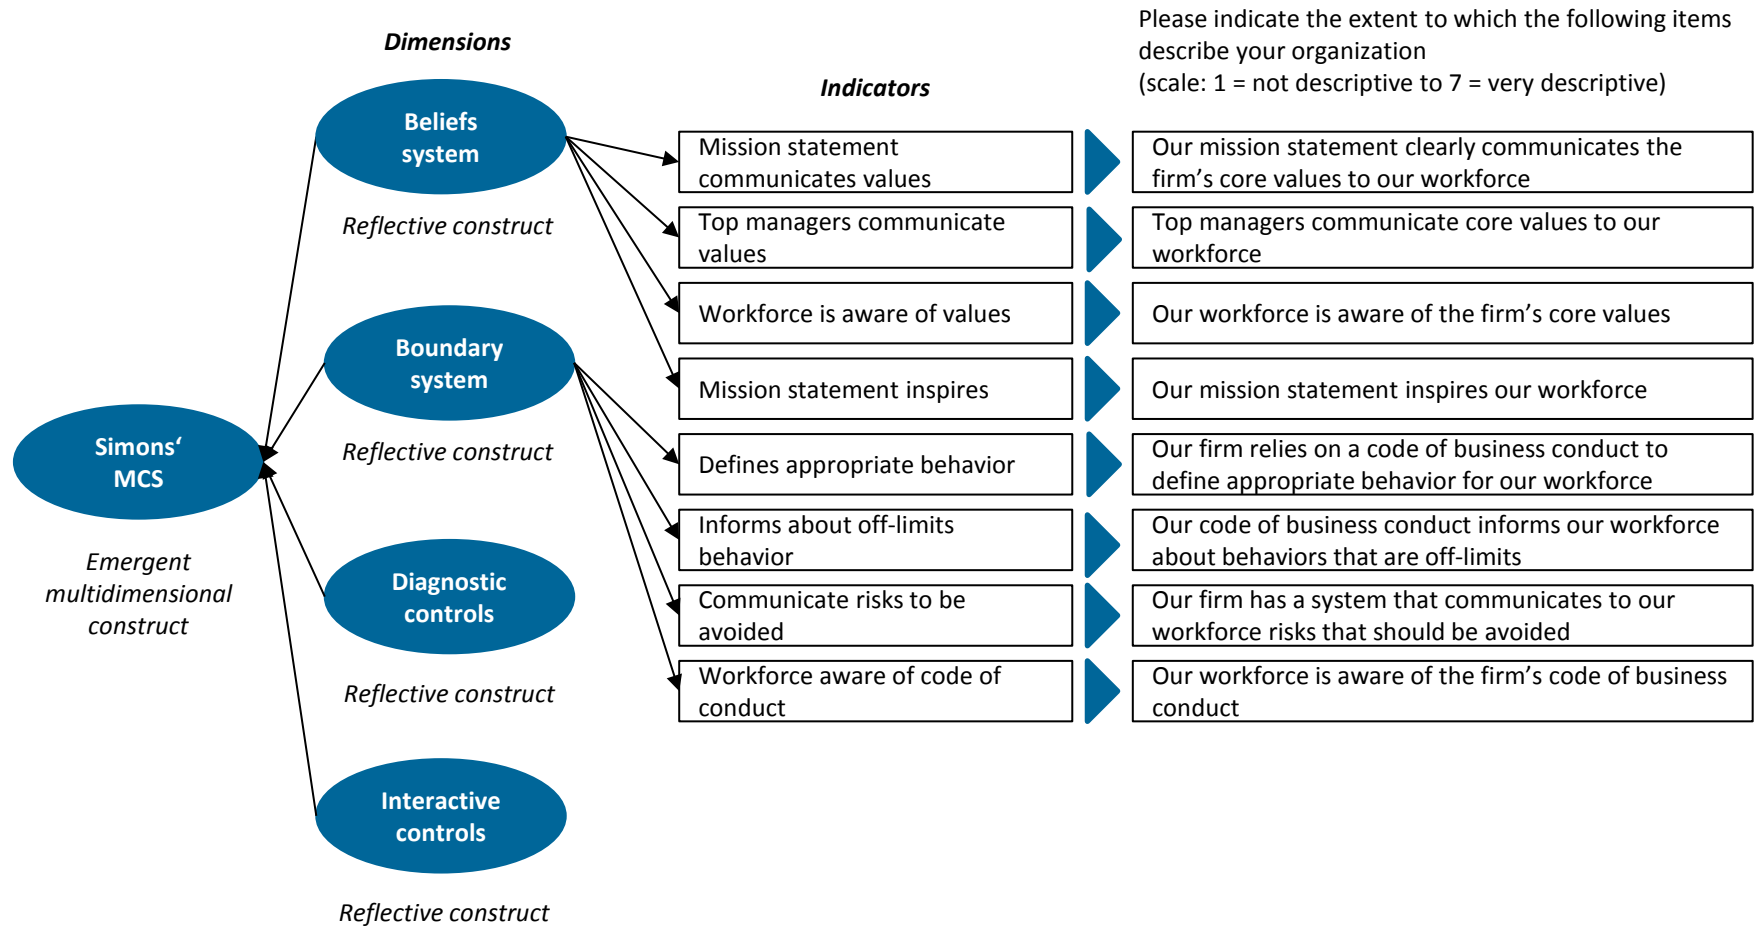 Please indicate the extent to which the following items
describe your organization
(scale: 1 = not descriptive to 7 = very descriptive)
Dimensions
Indicators
Beliefs
system
Reflective construct
Boundary
system
Reflective construct
Simons‘
MCS
Emergent
multidimensional
construct
Diagnostic
controls
Reflective construct
Interactive
controls
Reflective construct
Mission statement
communicates values
Our mission statement clearly communicates the
firm’s core values to our workforce
Top managers communicate
values
Top managers communicate core values to our
workforce
Workforce is aware of values
Our workforce is aware of the firm’s core values
Mission statement inspires
Our mission statement inspires our workforce
Defines appropriate behavior
Our firm relies on a code of business conduct to
define appropriate behavior for our workforce
Informs about off-limits
behavior
Our code of business conduct informs our workforce
about behaviors that are off-limits
Communicate risks to be
avoided
Our firm has a system that communicates to our
workforce risks that should be avoided
Workforce aware of code of
conduct
Our workforce is aware of the firm’s code of business
conduct